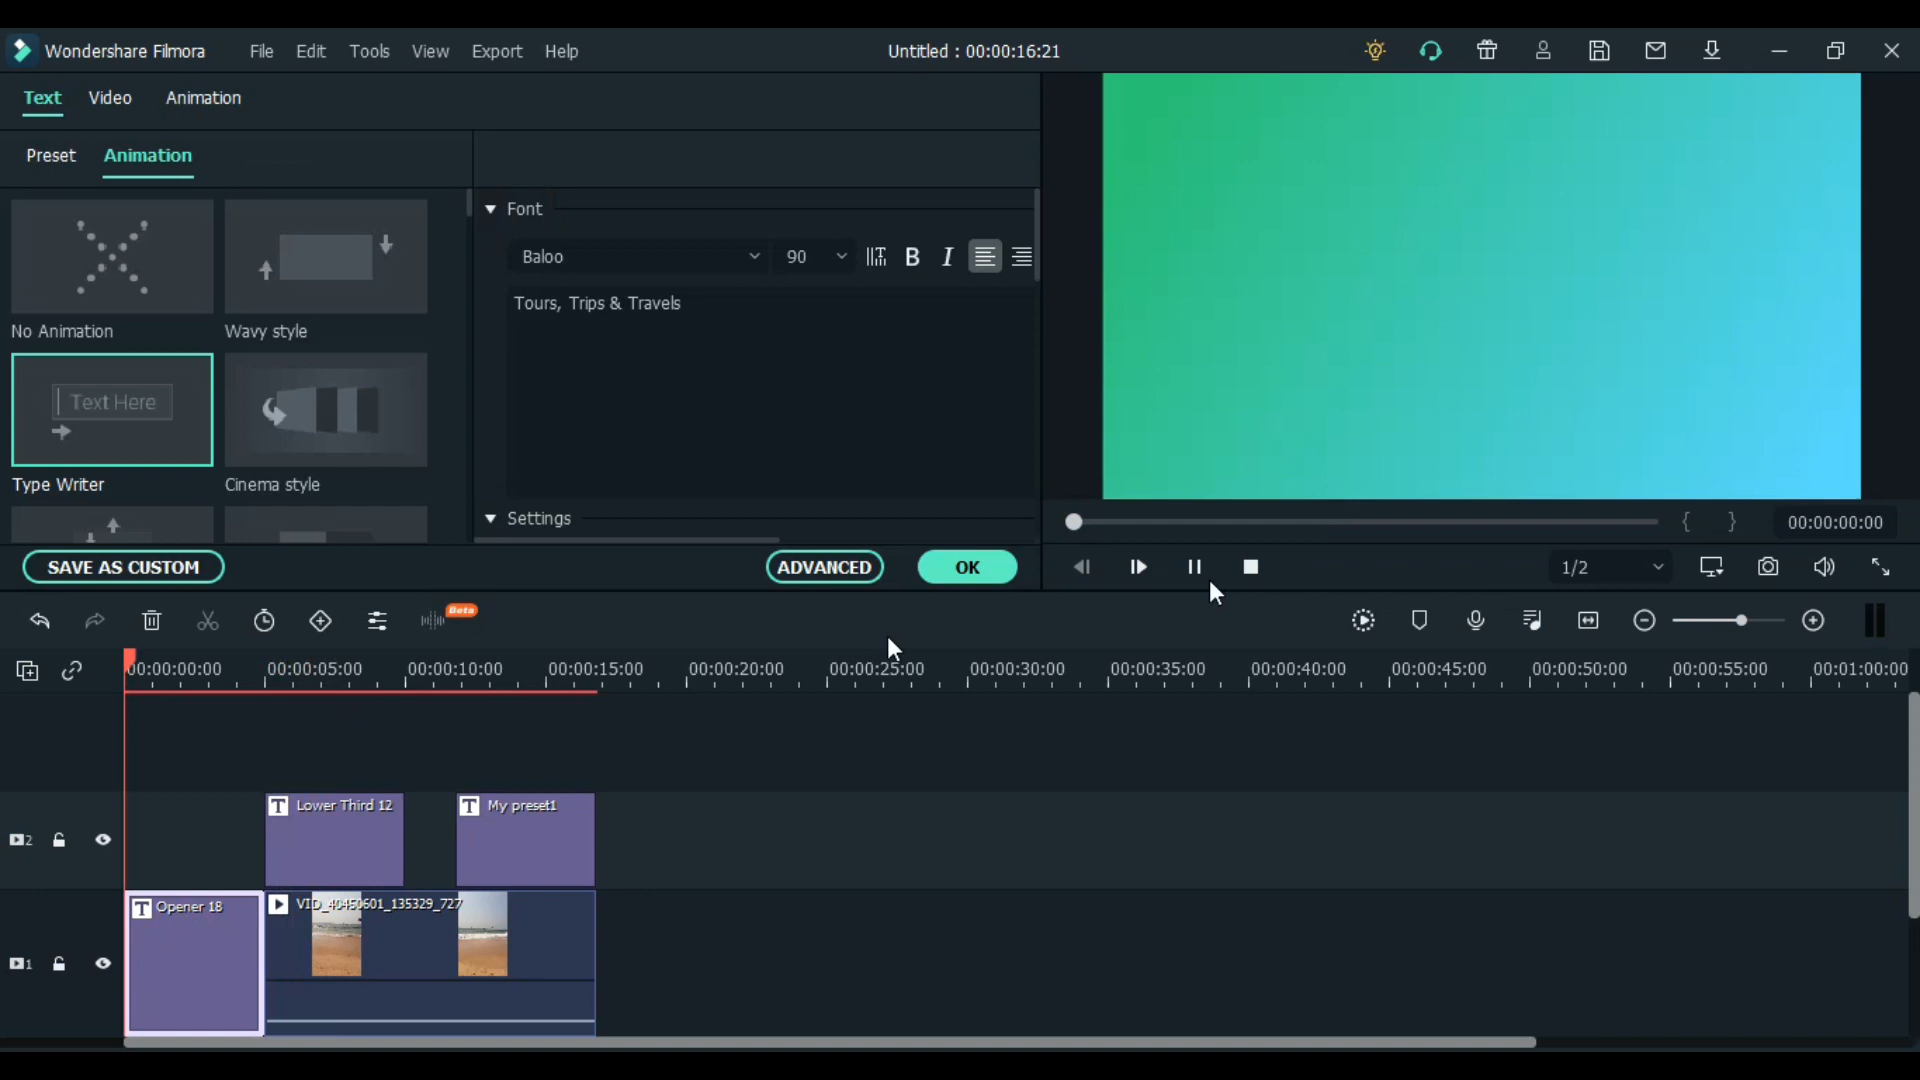 Wondershare Filmora File Edit Tools View Export Help Untitled : 00:00:16:21
Text Video Animation
Preset Animation
Font
Baloo 90 B I
Tours, Trips & Travels
No Animation Wavy style
Text Here
Type Writer Cinema style
Settings
{ } 00:00:00:00
SAVE AS CUSTOM ADVANCED OK 1/2
Beta
00:00:00:00 00:00:05:00 00:00:10:00 00:00:15:00 00:00:20:00 00:00:25:00 00:00:30:00 00:00:35:00 00:00:40:00 00:00:45:00 00:00:50:00 00:00:55:00 00:01:00:00
T Lower Third 12 T My preset1
2
T Opener 18 VID_40450601_135329_727
1